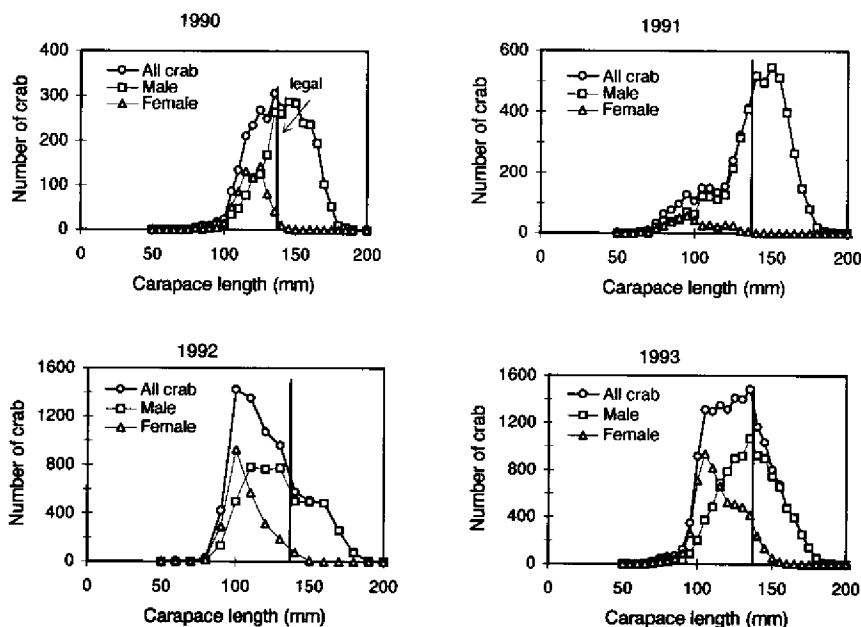 1990
400
300
200
100
0
Number of crab
All crab
Male
Female
legal
0 50 100 150 200
Carapace length (mm)
1991
600
400
200
0
Number of crab
All crab
Male
Female
0 50 100 150 200
Carapace length (mm)
1992
1600
1200
800
400
0
Number of crab
All crab
Male
Female
0 50 100 150 200
Carapace length (mm)
1993
1600
1200
800
400
0
Number of crab
All crab
Male
Female
0 50 100 150 200
Carapace length (mm)